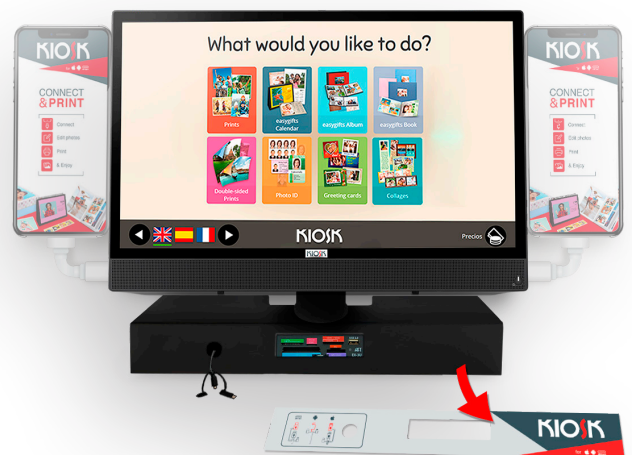 KIOSK
CONNECT
& PRINT
Connect
Edit photos
Print
& Enjoy
What would you like to do?
Prints
easygifts
Calendar
easygifts Album
easygifts Book
Double-sided
Prints
Photo ID
Greeting cards
Collages
KIOSK
Precios
KIOSK
KIOSK
CONNECT
& PRINT
Connect
Edit photos
Print
& Enjoy
KIOSK
for